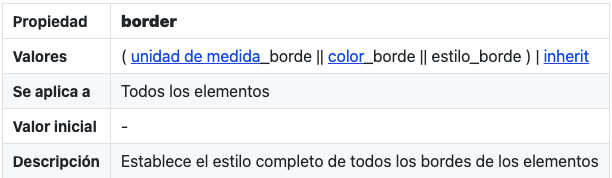 Propiedad border
Valores ( unidad de medida_borde || color_borde || estilo_borde ) | inherit
Se aplica a Todos los elementos
Valor inicial -
Descripción Establece el estilo completo de todos los bordes de los elementos